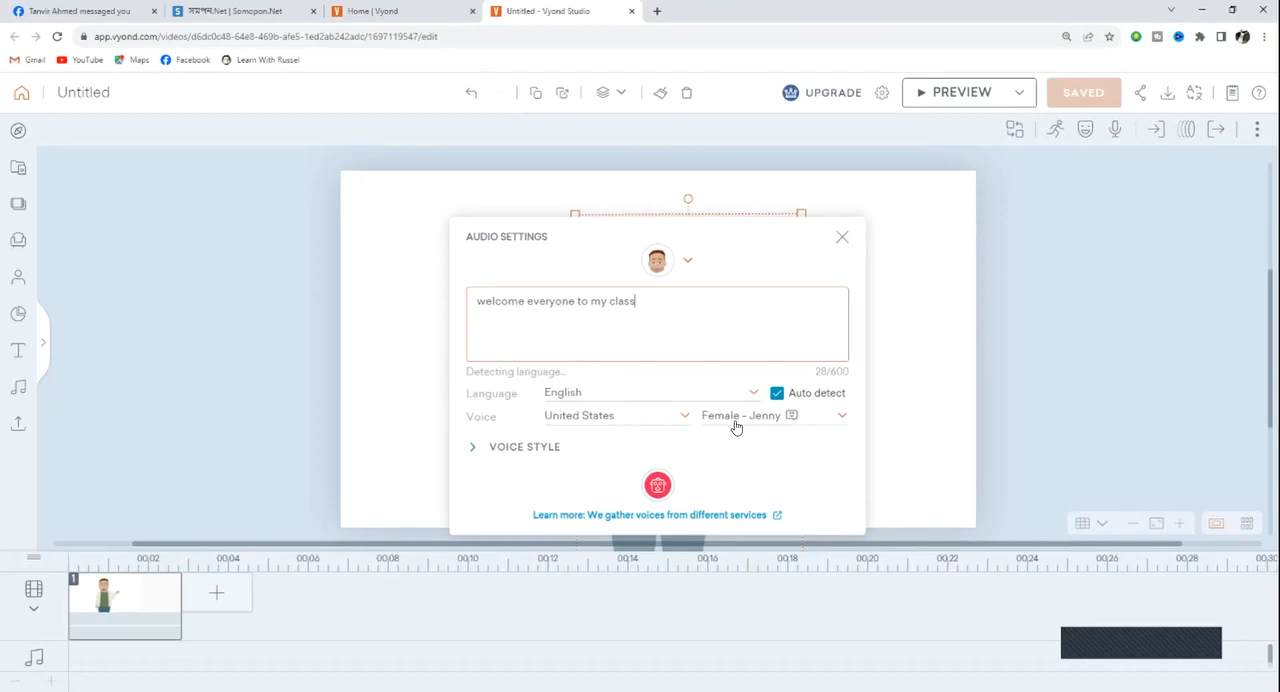 Tanvir Ahmed messaged you
সমপন.Net | Somopon.net
Home | Vyond
Untitled - Vyond Studio
app.vyond.com/videos/d6dc0c48-64e8-469b-afe5-1ed2ab242adc/1697119547/edit
Gmail
YouTube
Maps
Facebook
Learn With Russel
Untitled
UPGRADE
PREVIEW
SAVED
AUDIO SETTINGS
welcome everyone to my class
Detecting language...
28/600
Language
English
Auto detect
Voice
United States
Female - Jenny
VOICE STYLE
Learn more: We gather voices from different services
00:02 00:04 00:06 00:08 00:10 00:12 00:14 00:16 00:18 00:20 00:22 00:24 00:26 00:28 00:30
1